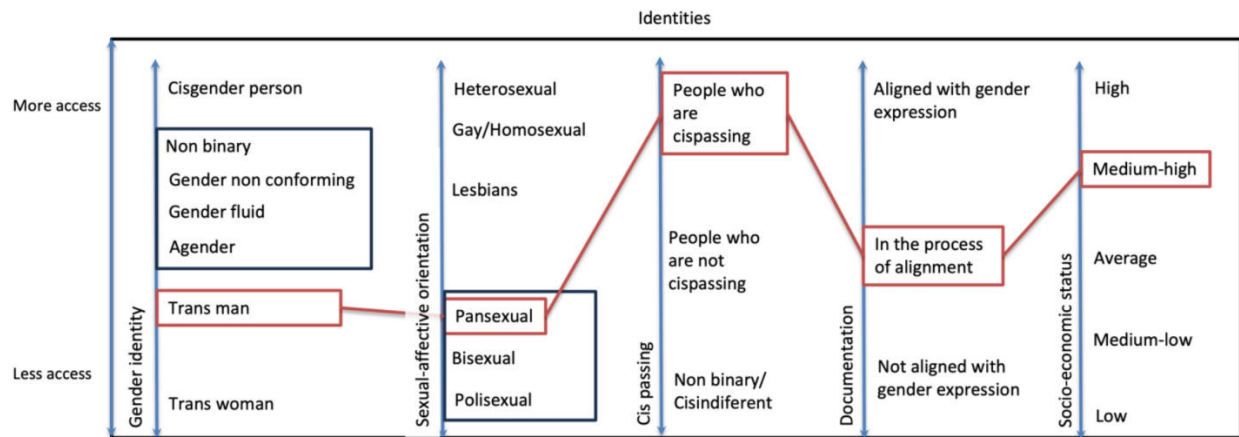 Identities
More access
Less access
Gender identity
Cisgender person
Non binary
Gender non conforming
Gender fluid
Agender
Trans man
Trans woman
Sexual-affective orientation
Heterosexual
Gay/Homosexual
Lesbians
Pansexual
Bisexual
Polisexual
Cis passing
People who
are
cispassing
People who
are not
cispassing
Non binary/
Cisindiferent
Documentation
Aligned with gender
expression
In the process
of alignment
Not aligned with
gender expression
Socio-economic status
High
Medium-high
Average
Medium-low
Low